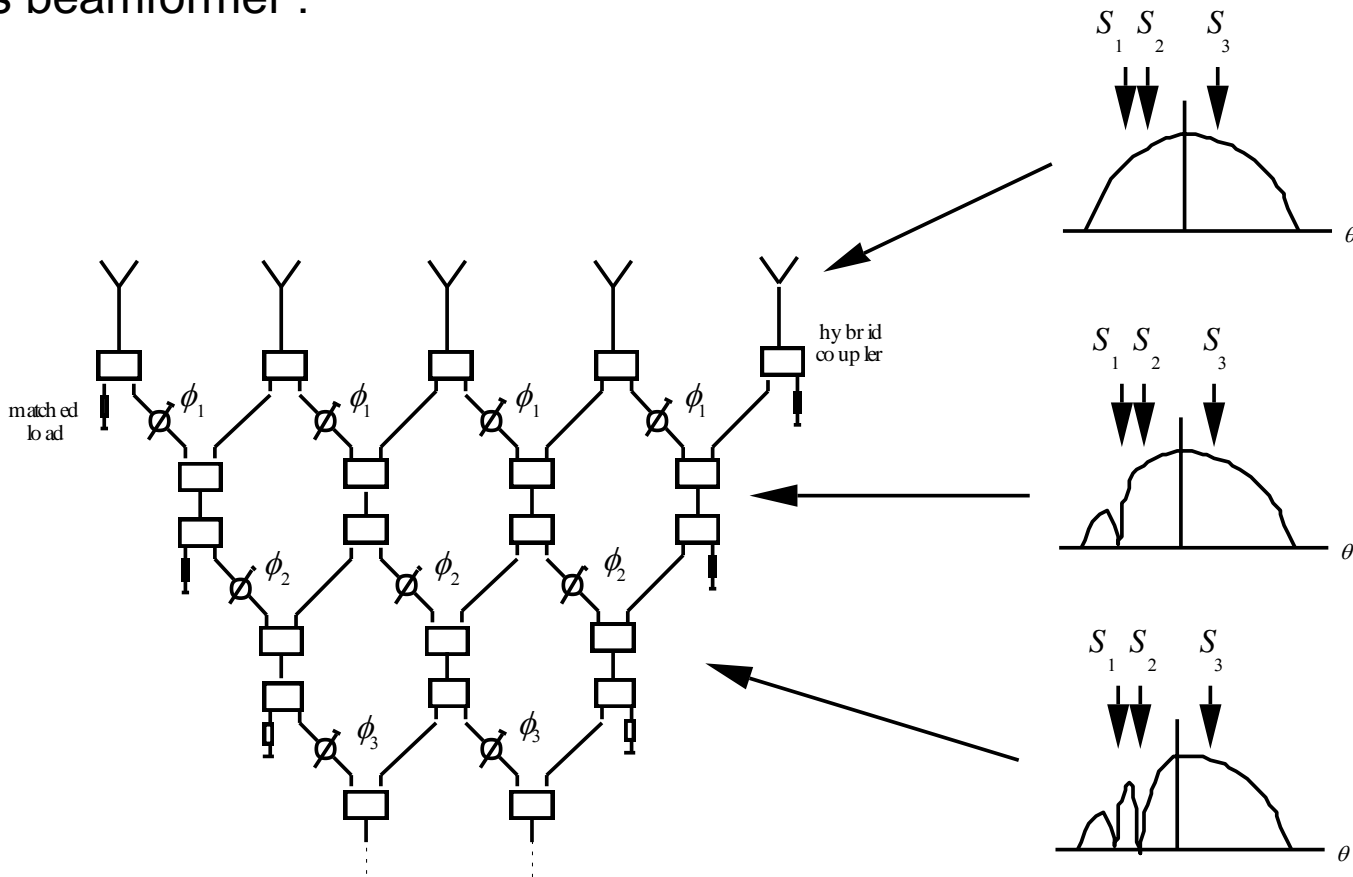 s beamformer :
S1 S2 S3
θ
hybrid
coupler
matched
load
ϕ1 ϕ1 ϕ1 ϕ1
S1 S2 S3
θ
ϕ2 ϕ2 ϕ2
S1 S2 S3
ϕ3 ϕ3
θ